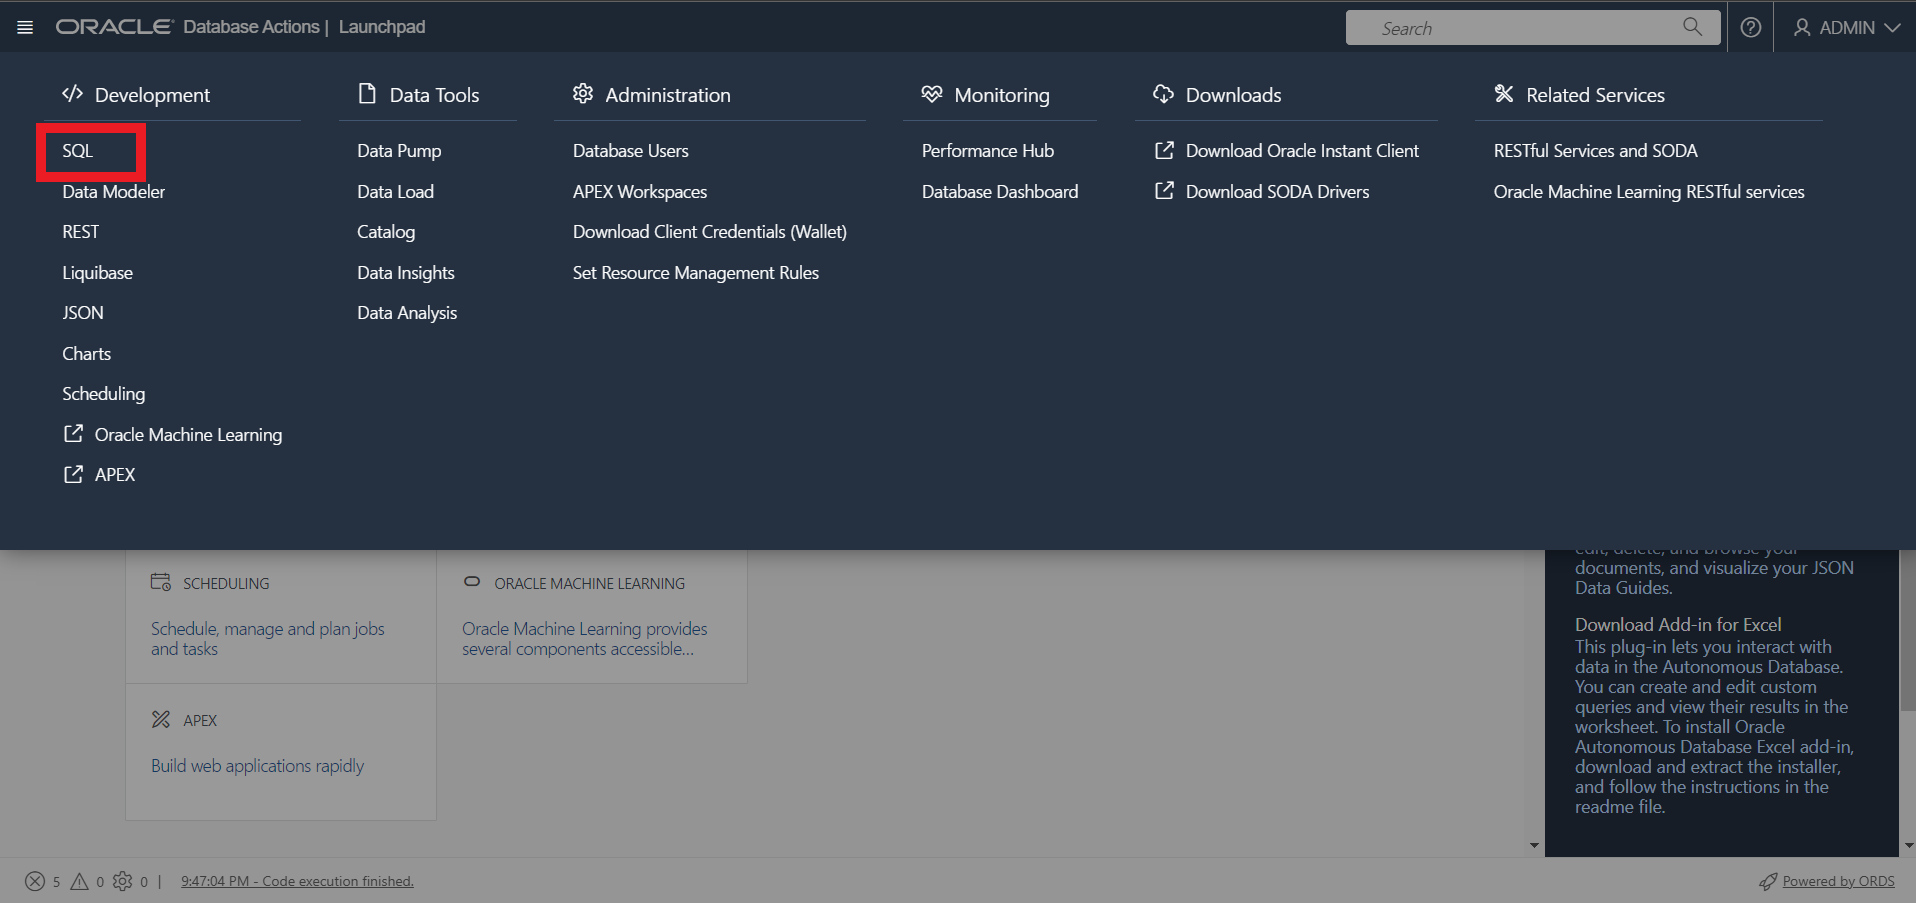 ORACLE Database Actions | Launchpad
Search
ADMIN
Development
SQL
Data Modeler
REST
Liquibase
JSON
Charts
Scheduling
Oracle Machine Learning
APEX
Data Tools
Data Pump
Data Load
Catalog
Data Insights
Data Analysis
Administration
Database Users
APEX Workspaces
Download Client Credentials (Wallet)
Set Resource Management Rules
Monitoring
Performance Hub
Database Dashboard
Downloads
Download Oracle Instant Client
Download SODA Drivers
Related Services
RESTful Services and SODA
Oracle Machine Learning RESTful services
SCHEDULING
Schedule, manage and plan jobs
and tasks
ORACLE MACHINE LEARNING
Oracle Machine Learning provides
several components accessible...
APEX
Build web applications rapidly
edit, delete, and browse your
documents, and visualize your JSON
Data Guides.
Download Add-in for Excel
This plug-in lets you interact with
data in the Autonomous Database.
You can create and edit custom
queries and view their results in the
worksheet. To install Oracle
Autonomous Database Excel add-in,
download and extract the installer,
and follow the instructions in the
readme file.
5 0 0 | 9:47:04 PM - Code execution finished.
Powered by ORDS